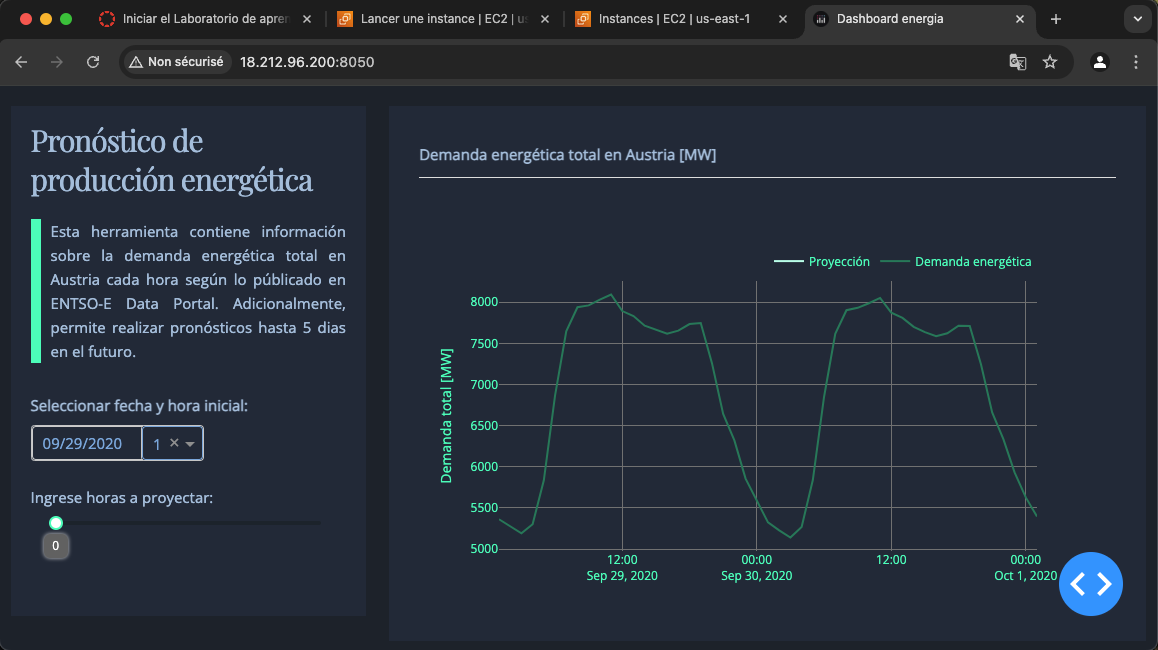 Iniciar el Laboratorio de apren
Lancer une instance | EC2 | us
Instances | EC2 | us-east-1
Dashboard energia
Non sécurisé
18.212.96.200:8050
Pronóstico de
producción energética
Esta herramienta contiene información
sobre la demanda energética total en
Austria cada hora según lo públicado en
ENTSO-E Data Portal. Adicionalmente,
permite realizar pronósticos hasta 5 dias
en el futuro.
Seleccionar fecha y hora inicial:
09/29/2020
1
Ingrese horas a proyectar:
0
Demanda energética total en Austria [MW]
Proyección
Demanda energética
Demanda total [MW]
8000
7500
7000
6500
6000
5500
5000
12:00
Sep 29, 2020
00:00
Sep 30, 2020
12:00
00:00
Oct 1, 2020